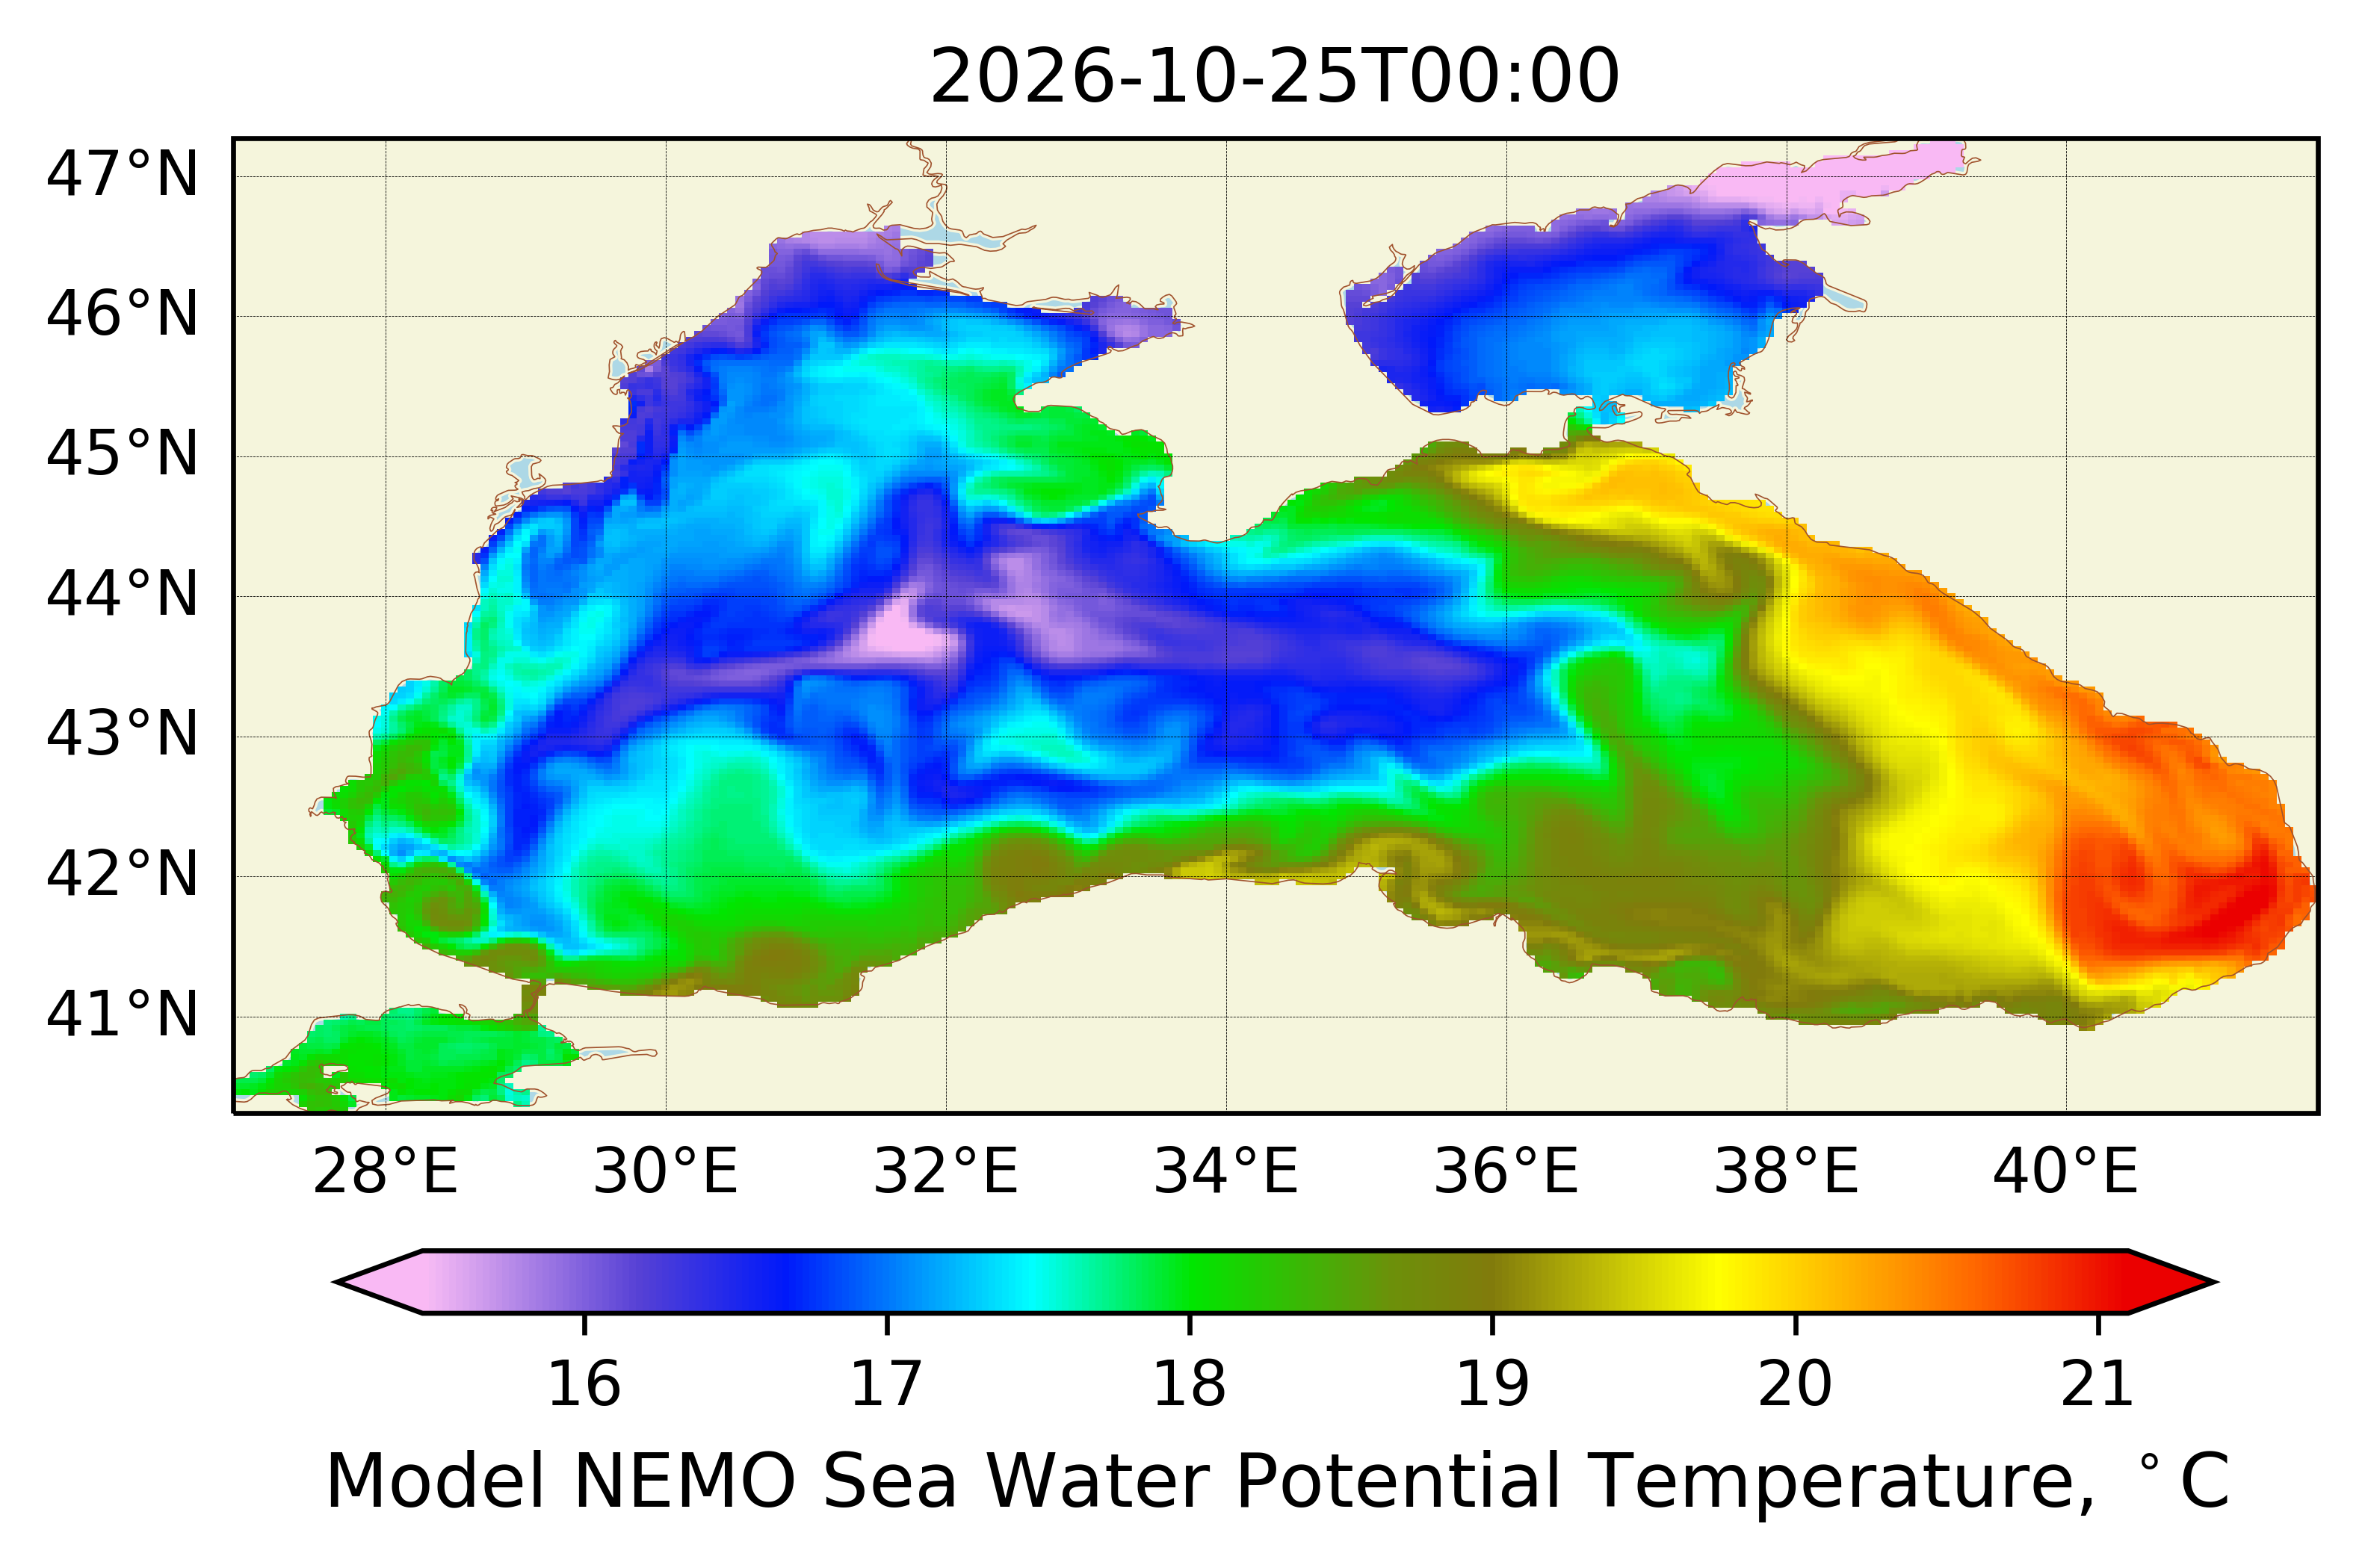 2026-10-25T00:00
47°N
46°N
45°N
44°N
43°N
42°N
41°N
28°E 30°E 32°E 34°E 36°E 38°E 40°E
16 17 18 19 20 21
Model NEMO Sea Water Potential Temperature, °C